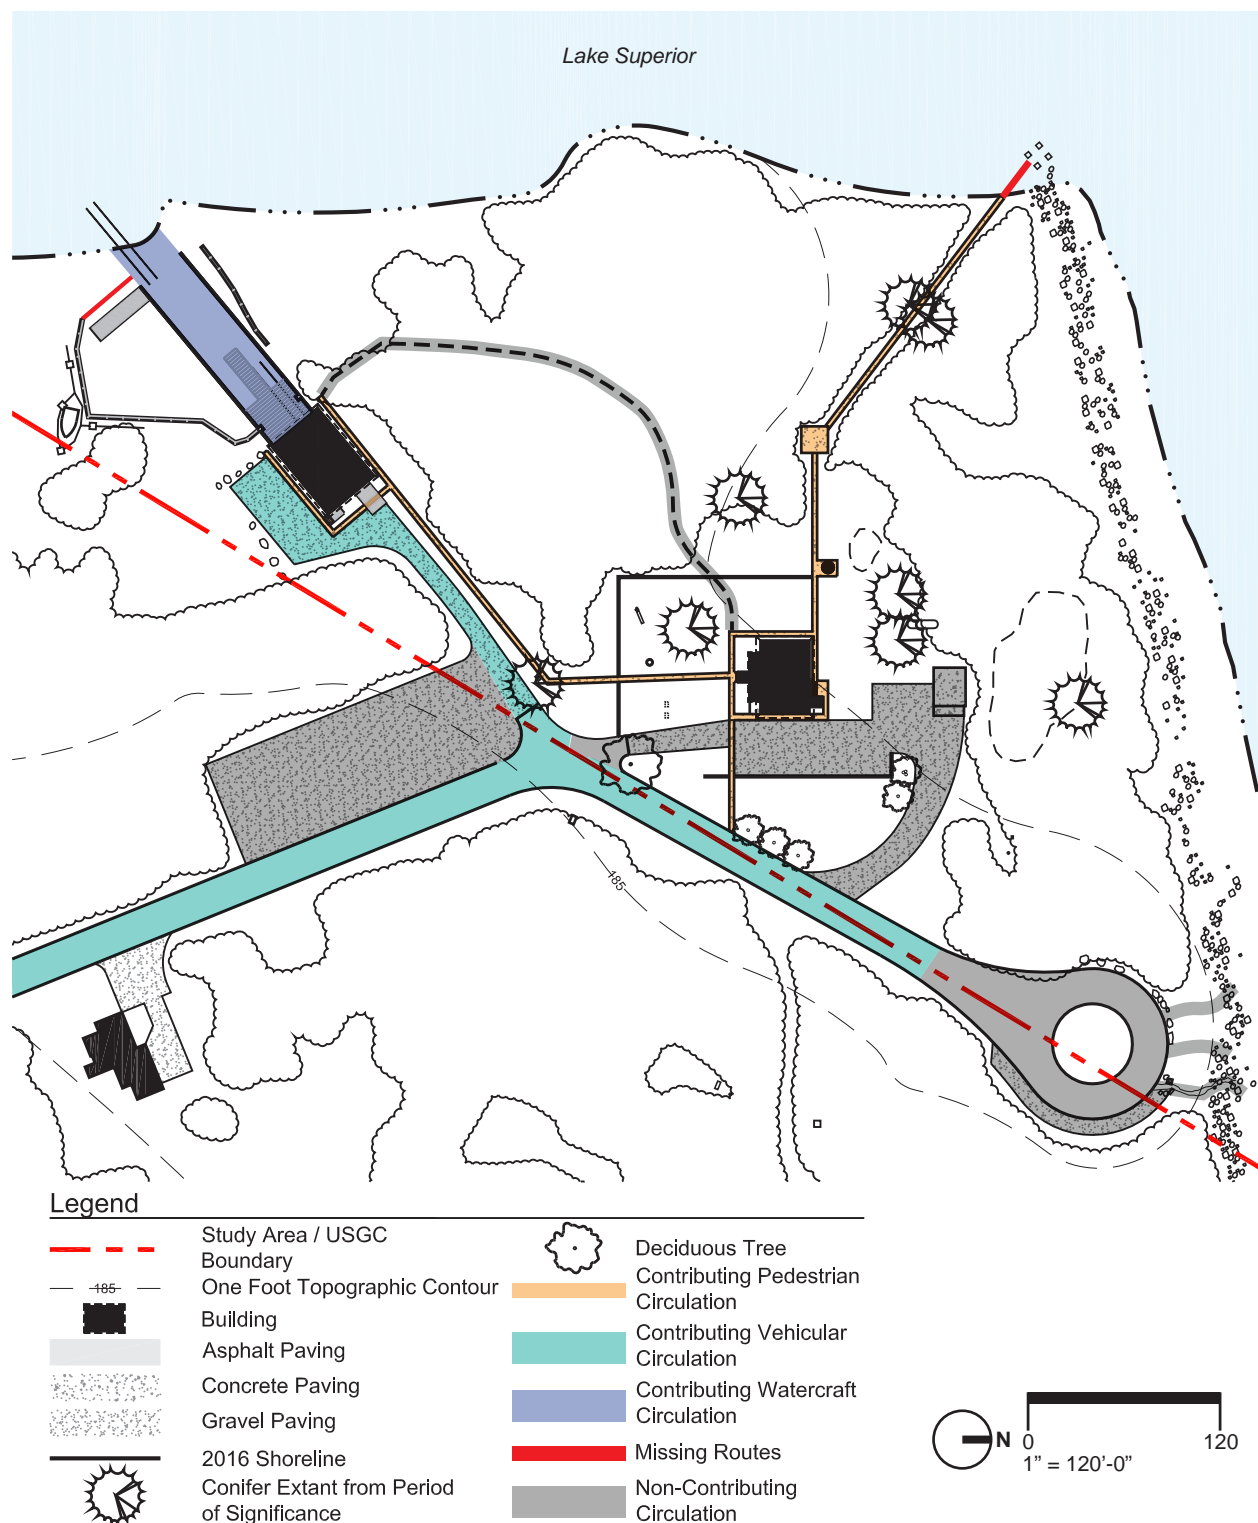 Lake Superior
185
Legend
Study Area / USGC
Boundary
185
One Foot Topographic Contour
Building
Asphalt Paving
Concrete Paving
Gravel Paving
2016 Shoreline
Conifer Extant from Period
of Significance
Deciduous Tree
Contributing Pedestrian
Circulation
Contributing Vehicular
Circulation
Contributing Watercraft
Circulation
Missing Routes
Non-Contributing
Circulation
N
0 120
1” = 120’-0”